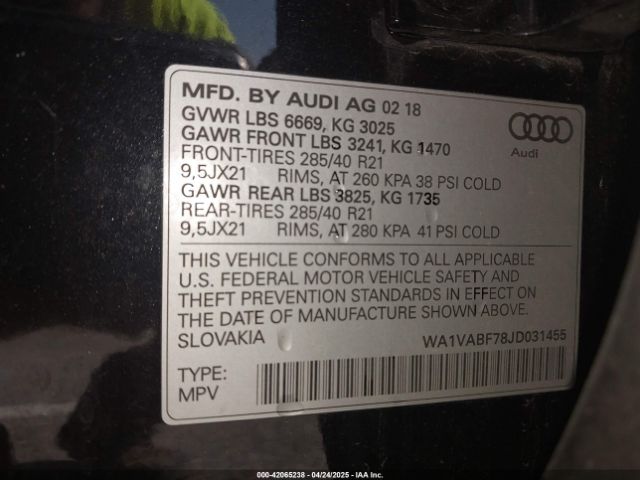 MFD. BY AUDI AG 02 18
GVWR LBS 6669, KG 3025
GAWR FRONT LBS 3241, KG 1470
FRONT-TIRES 285/40 R21
9,5JX21 RIMS, AT 260 KPA 38 PSI COLD
GAWR REAR LBS 3825, KG 1735
REAR-TIRES 285/40 R21
9,5JX21 RIMS, AT 280 KPA 41 PSI COLD
Audi
THIS VEHICLE CONFORMS TO ALL APPLICABLE
U.S. FEDERAL MOTOR VEHICLE SAFETY AND
THEFT PREVENTION STANDARDS IN EFFECT ON
THE DATE OF MANUFACTURE SHOWN ABOVE.
SLOVAKIA WA1VABF78JD031455
TYPE:
MPV
000-42065238 - 04/24/2025 - IAA Inc.